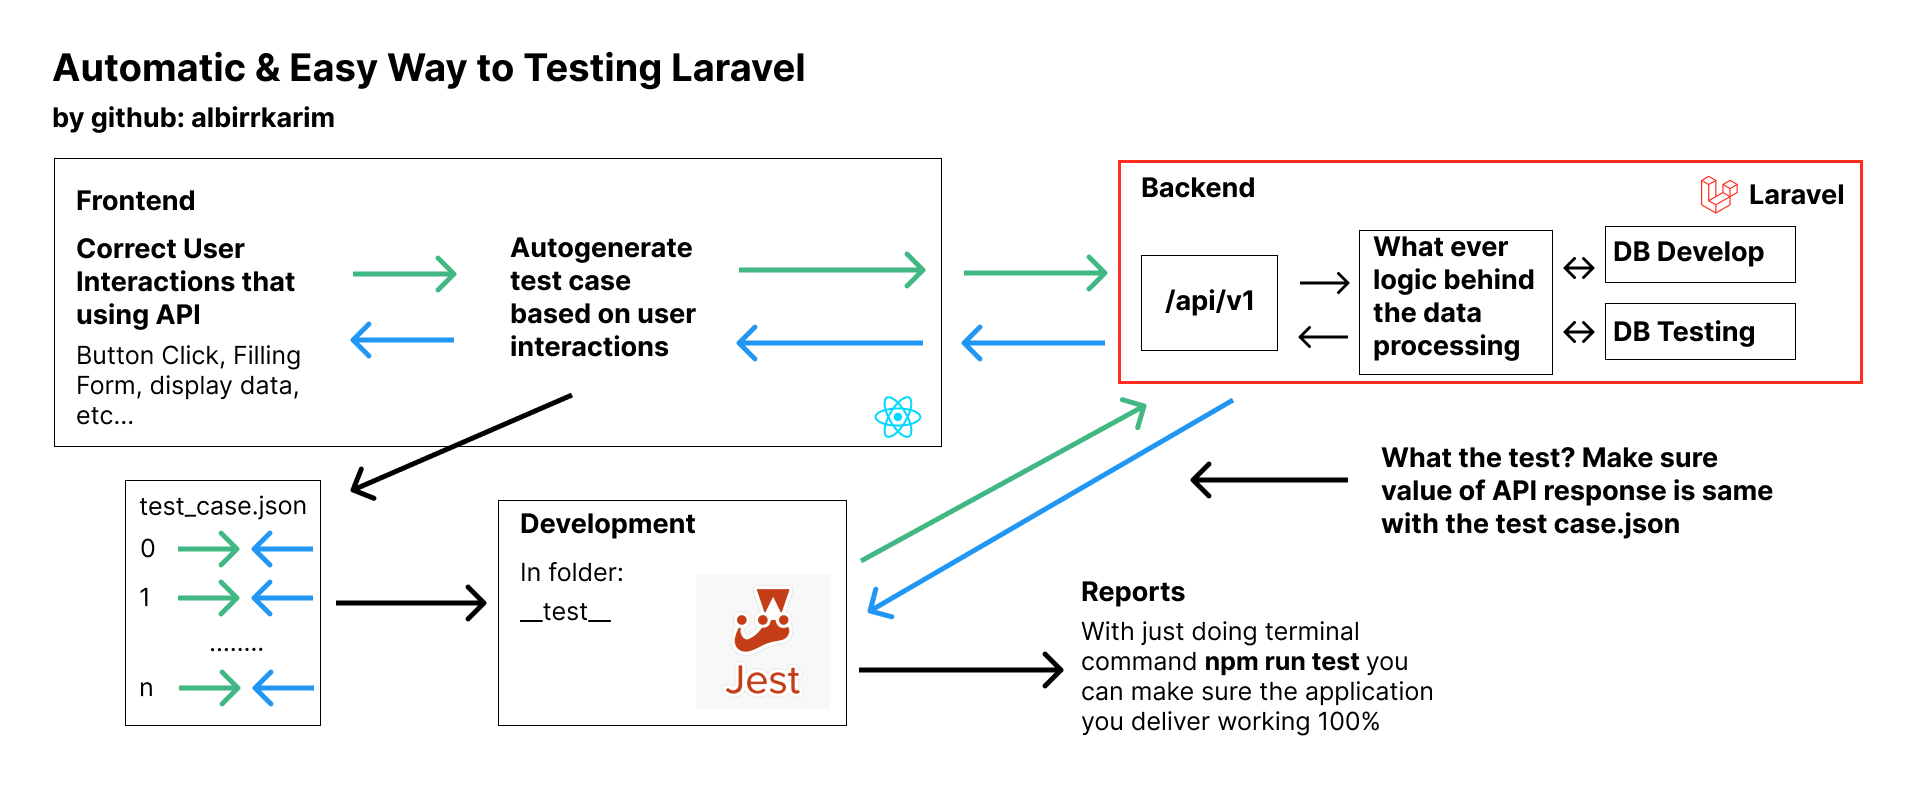 Automatic & Easy Way to Testing Laravel
by github: albirrkarim
Frontend
Correct User
Interactions that
using API
Button Click, Filling
Form, display data,
etc...
Autogenerate
test case
based on user
interactions
Backend
Laravel
/api/v1
What ever
logic behind
the data
processing
DB Develop
DB Testing
test_case.json
0
1
........
n
Development
In folder:
__test__
Jest
What the test? Make sure
value of API response is same
with the test case.json
Reports
With just doing terminal
command npm run test you
can make sure the application
you deliver working 100%